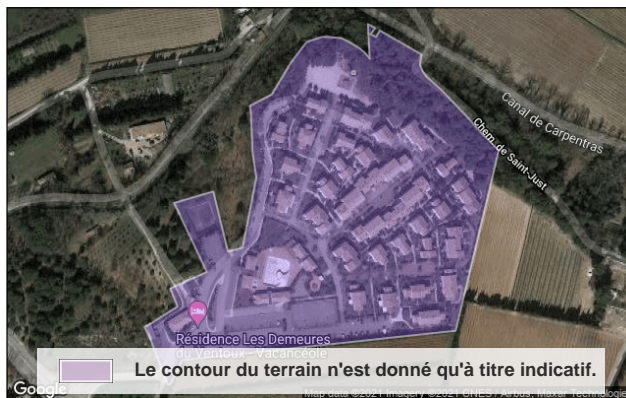 Canal de Carpentras
Chem. de Saint-Just
Résidence Les Demeures
du Ventoux - Vacancéole
Le contour du terrain n'est donné qu'à titre indicatif.
Google
Map data ©2021 Imagery ©2021 CNES / Airbus, Maxar Technologie